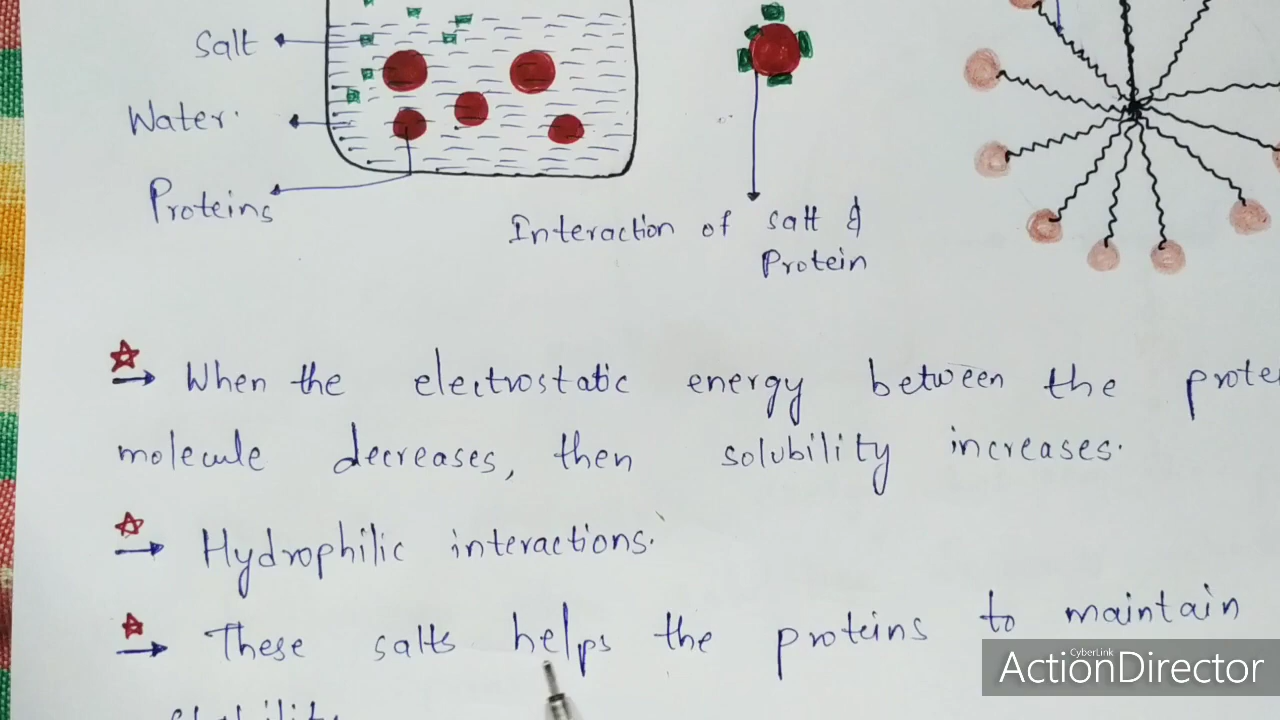 Salt
Water
Proteins
Interaction of salt &
Protein
When the electrostatic energy between the prote
molecule decreases, then solubility increases.
Hydrophilic interactions.
These salts helps the proteins to maintain
CyberLink
ActionDirector